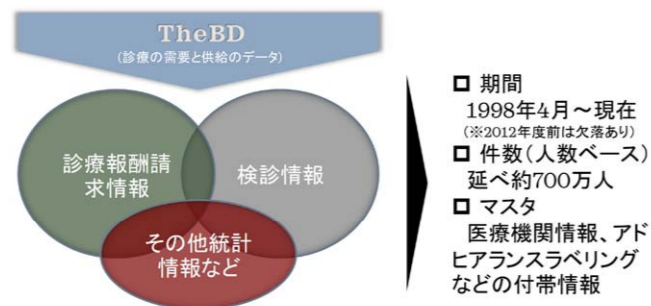 TheBD
(診療の需要と供給のデータ)
診療報酬請
求情報
検診情報
その他統計
情報など
期間
1998年4月～現在
(※2012年度前は欠落あり)
件数(人数ベース)
延べ約700万人
マスタ
医療機関情報、アド
ヒアランスラベリング
などの付帯情報